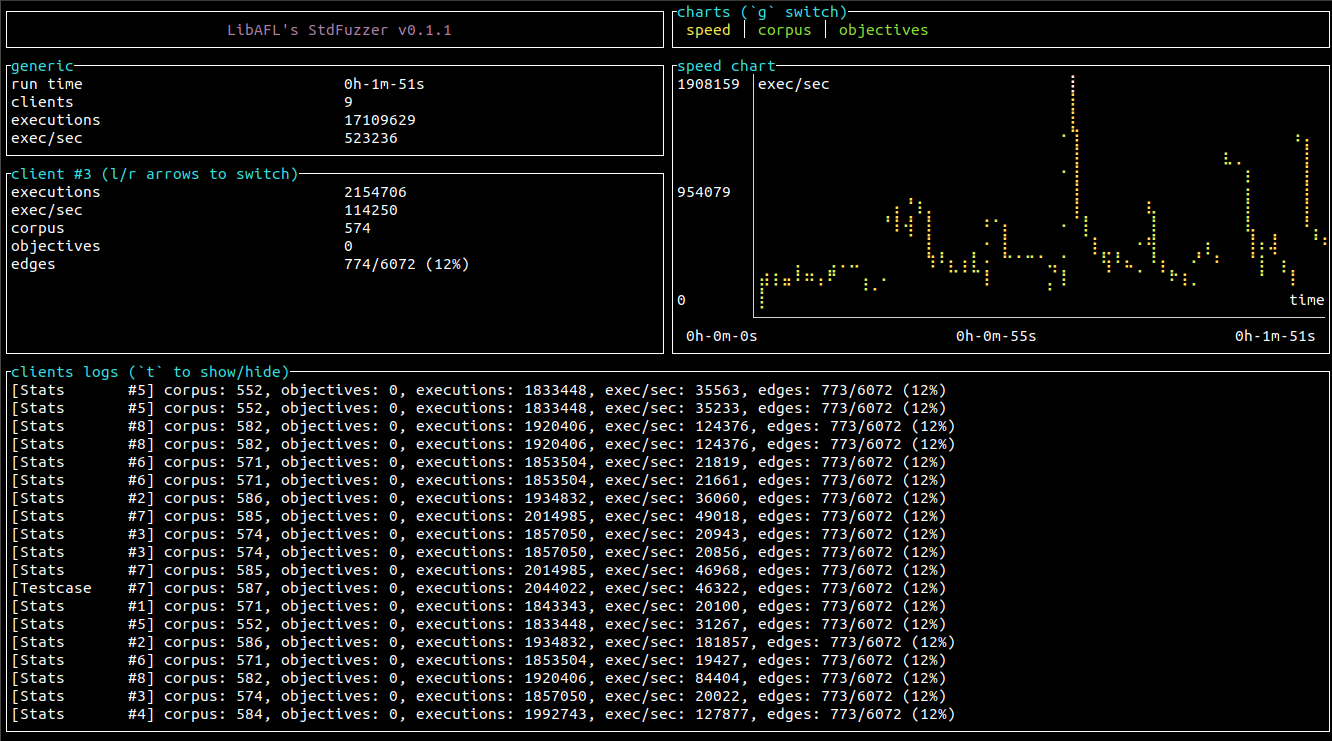 LibAFL's StdFuzzer v0.1.1
charts (`g` switch)
speed │ corpus │ objectives
generic
run time 0h-1m-51s
clients 9
executions 17109629
exec/sec 523236
client #3 (l/r arrows to switch)
executions 2154706
exec/sec 114250
corpus 574
objectives 0
edges 774/6072 (12%)
speed chart
1908159 exec/sec
954079
0 time
0h-0m-0s 0h-0m-55s 0h-1m-51s
clients logs (`t` to show/hide)
[Stats #5] corpus: 552, objectives: 0, executions: 1833448, exec/sec: 35563, edges: 773/6072 (12%)
[Stats #5] corpus: 552, objectives: 0, executions: 1833448, exec/sec: 35233, edges: 773/6072 (12%)
[Stats #8] corpus: 582, objectives: 0, executions: 1920406, exec/sec: 124376, edges: 773/6072 (12%)
[Stats #8] corpus: 582, objectives: 0, executions: 1920406, exec/sec: 124376, edges: 773/6072 (12%)
[Stats #6] corpus: 571, objectives: 0, executions: 1853504, exec/sec: 21819, edges: 773/6072 (12%)
[Stats #6] corpus: 571, objectives: 0, executions: 1853504, exec/sec: 21661, edges: 773/6072 (12%)
[Stats #2] corpus: 586, objectives: 0, executions: 1934832, exec/sec: 36060, edges: 773/6072 (12%)
[Stats #7] corpus: 585, objectives: 0, executions: 2014985, exec/sec: 49018, edges: 773/6072 (12%)
[Stats #3] corpus: 574, objectives: 0, executions: 1857050, exec/sec: 20943, edges: 773/6072 (12%)
[Stats #3] corpus: 574, objectives: 0, executions: 1857050, exec/sec: 20856, edges: 773/6072 (12%)
[Stats #7] corpus: 585, objectives: 0, executions: 2014985, exec/sec: 46968, edges: 773/6072 (12%)
[Testcase #7] corpus: 587, objectives: 0, executions: 2044022, exec/sec: 46322, edges: 773/6072 (12%)
[Stats #1] corpus: 571, objectives: 0, executions: 1843343, exec/sec: 20100, edges: 773/6072 (12%)
[Stats #5] corpus: 552, objectives: 0, executions: 1833448, exec/sec: 31267, edges: 773/6072 (12%)
[Stats #2] corpus: 586, objectives: 0, executions: 1934832, exec/sec: 181857, edges: 773/6072 (12%)
[Stats #6] corpus: 571, objectives: 0, executions: 1853504, exec/sec: 19427, edges: 773/6072 (12%)
[Stats #8] corpus: 582, objectives: 0, executions: 1920406, exec/sec: 84404, edges: 773/6072 (12%)
[Stats #3] corpus: 574, objectives: 0, executions: 1857050, exec/sec: 20022, edges: 773/6072 (12%)
[Stats #4] corpus: 584, objectives: 0, executions: 1992743, exec/sec: 127877, edges: 773/6072 (12%)